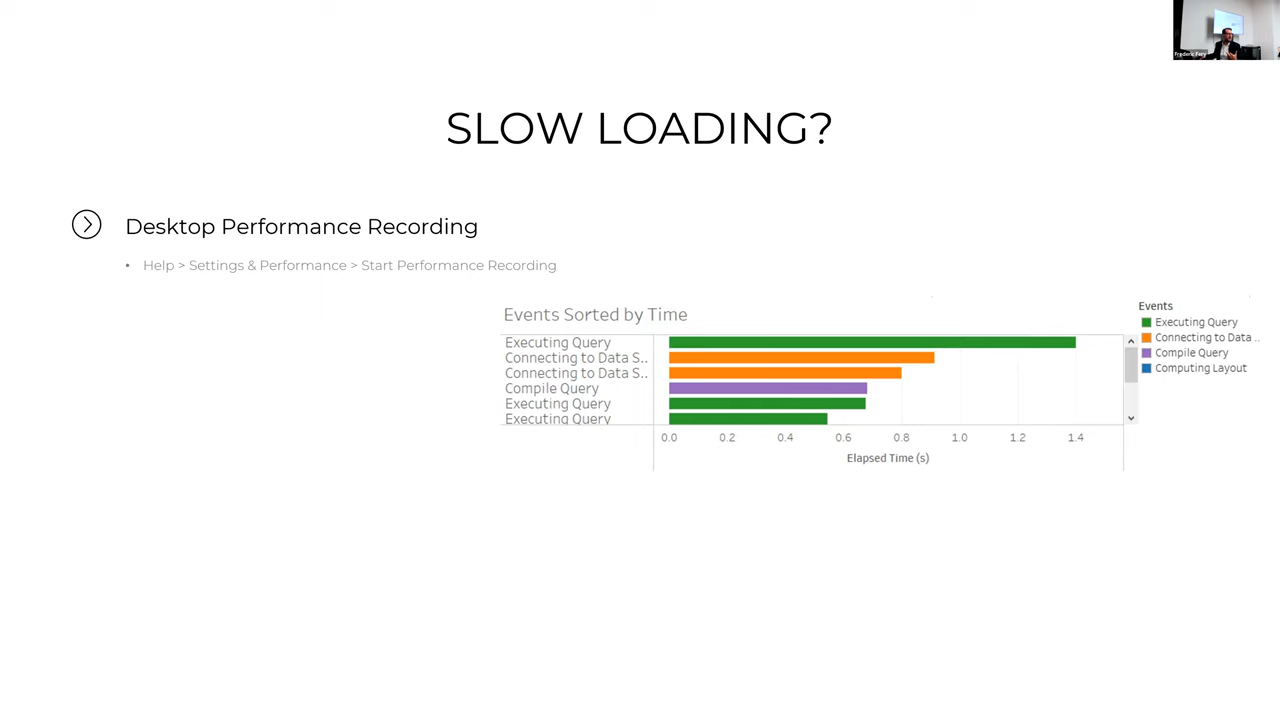 Frederic Fery
SLOW LOADING?
Desktop Performance Recording
• Help > Settings & Performance > Start Performance Recording
Events Sorted by Time
Executing Query
Connecting to Data S..
Connecting to Data S..
Compile Query
Executing Query
Executing Query
0.0 0.2 0.4 0.6 0.8 1.0 1.2 1.4
Elapsed Time (s)
Events
Executing Query
Connecting to Data ..
Compile Query
Computing Layout